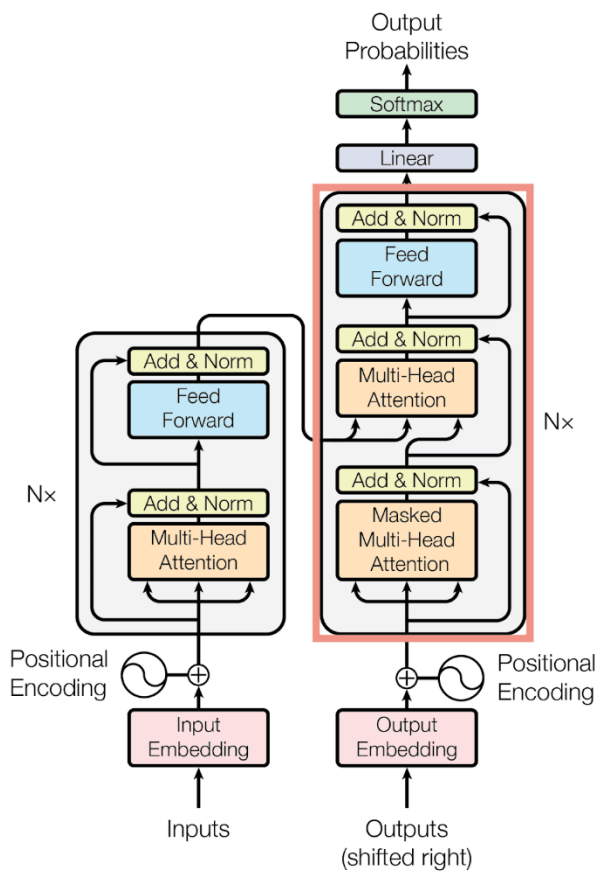 Output
Probabilities
Softmax
Linear
Add & Norm
Feed
Forward
Add & Norm
Multi-Head
Attention
Add & Norm
Masked
Multi-Head
Attention
N×
Add & Norm
Feed
Forward
Add & Norm
Multi-Head
Attention
N×
Positional
Encoding
Positional
Encoding
Input
Embedding
Output
Embedding
Inputs
Outputs
(shifted right)